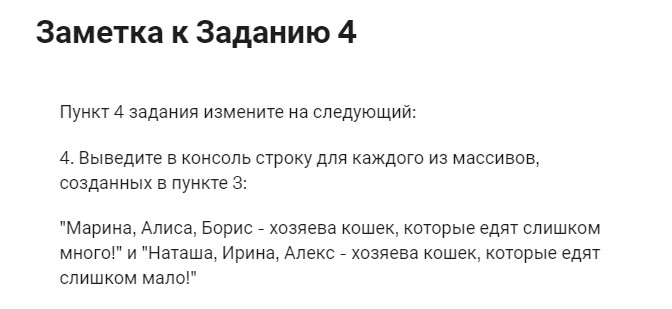 Заметка к Заданию 4
Пункт 4 задания измените на следующий:
4. Выведите в консоль строку для каждого из массивов,
созданных в пункте 3:
"Марина, Алиса, Борис - хозяева кошек, которые едят слишком
много!" и "Наташа, Ирина, Алекс - хозяева кошек, которые едят
слишком мало!"